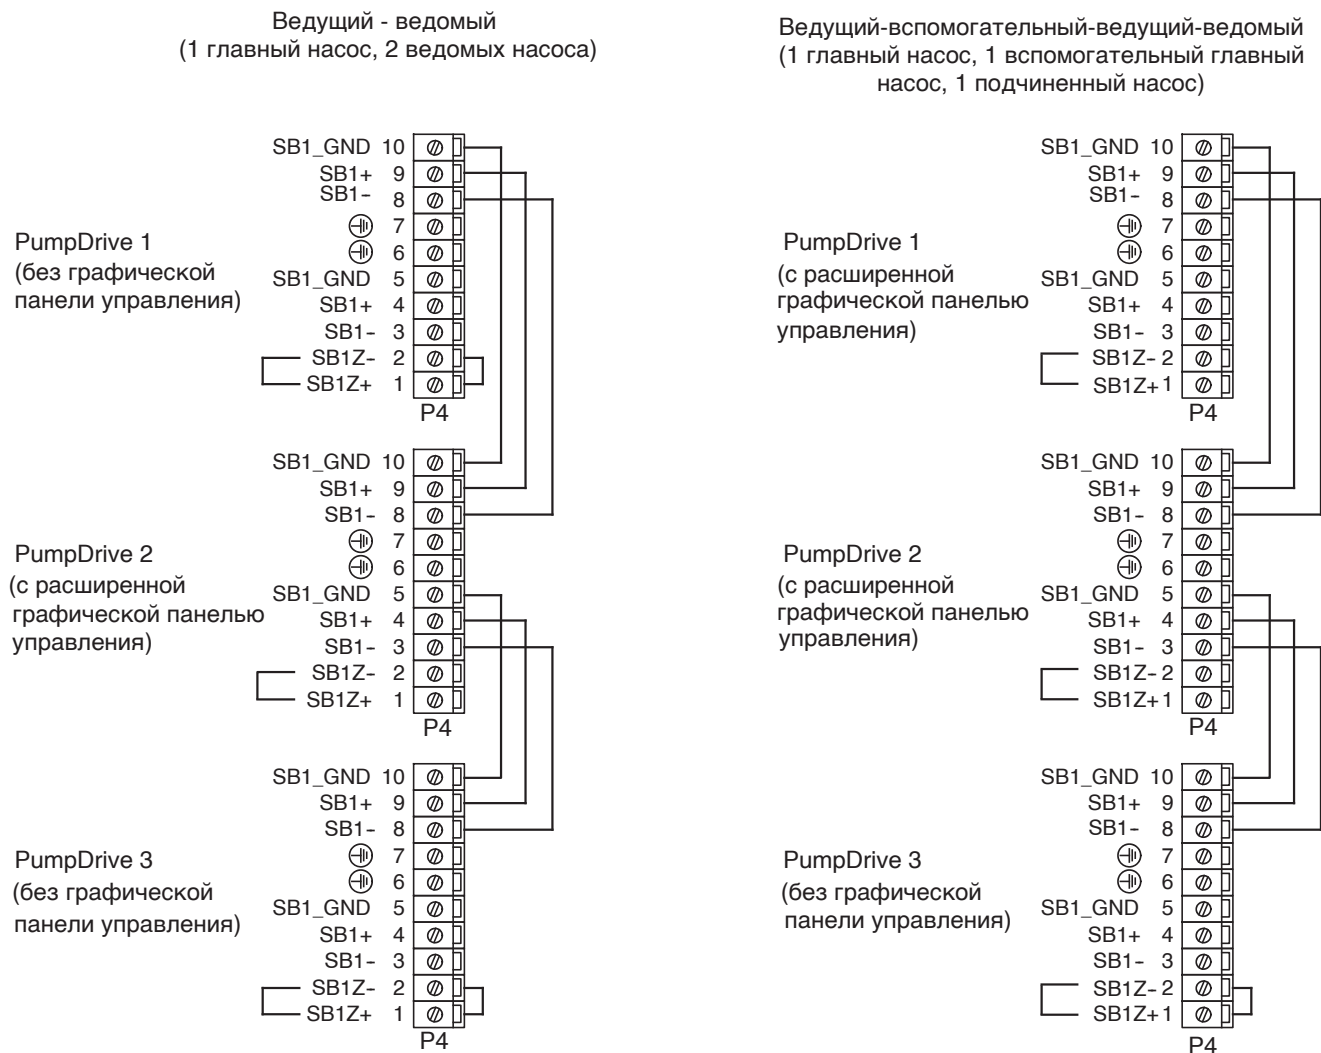 Ведущий - ведомый
(1 главный насос, 2 ведомых насоса)
PumpDrive 1
(без графической
панели управления)
SB1_GND 10
SB1+ 9
SB1- 8
7
6
SB1_GND 5
SB1+ 4
SB1- 3
SB1Z- 2
SB1Z+ 1
P4
PumpDrive 2
(с расширенной
графической панелью
управления)
SB1_GND 10
SB1+ 9
SB1- 8
7
6
SB1_GND 5
SB1+ 4
SB1- 3
SB1Z- 2
SB1Z+ 1
P4
PumpDrive 3
(без графической
панели управления)
SB1_GND 10
SB1+ 9
SB1- 8
7
6
SB1_GND 5
SB1+ 4
SB1- 3
SB1Z- 2
SB1Z+ 1
P4
Ведущий-вспомогательный-ведущий-ведомый
(1 главный насос, 1 вспомогательный главный
насос, 1 подчиненный насос)
PumpDrive 1
(с расширенной
графической панелью
управления)
SB1_GND 10
SB1+ 9
SB1- 8
7
6
SB1_GND 5
SB1+ 4
SB1- 3
SB1Z- 2
SB1Z+ 1
P4
PumpDrive 2
(с расширенной
графической панелью
управления)
SB1_GND 10
SB1+ 9
SB1- 8
7
6
SB1_GND 5
SB1+ 4
SB1- 3
SB1Z- 2
SB1Z+ 1
P4
PumpDrive 3
(без графической
панели управления)
SB1_GND 10
SB1+ 9
SB1- 8
7
6
SB1_GND 5
SB1+ 4
SB1- 3
SB1Z- 2
SB1Z+ 1
P4